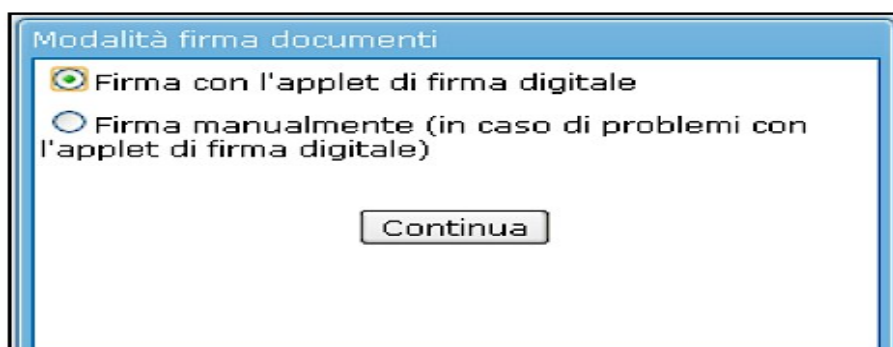 Modalità firma documenti
Firma con l'applet di firma digitale
Firma manualmente (in caso di problemi con
l'applet di firma digitale)
Continua